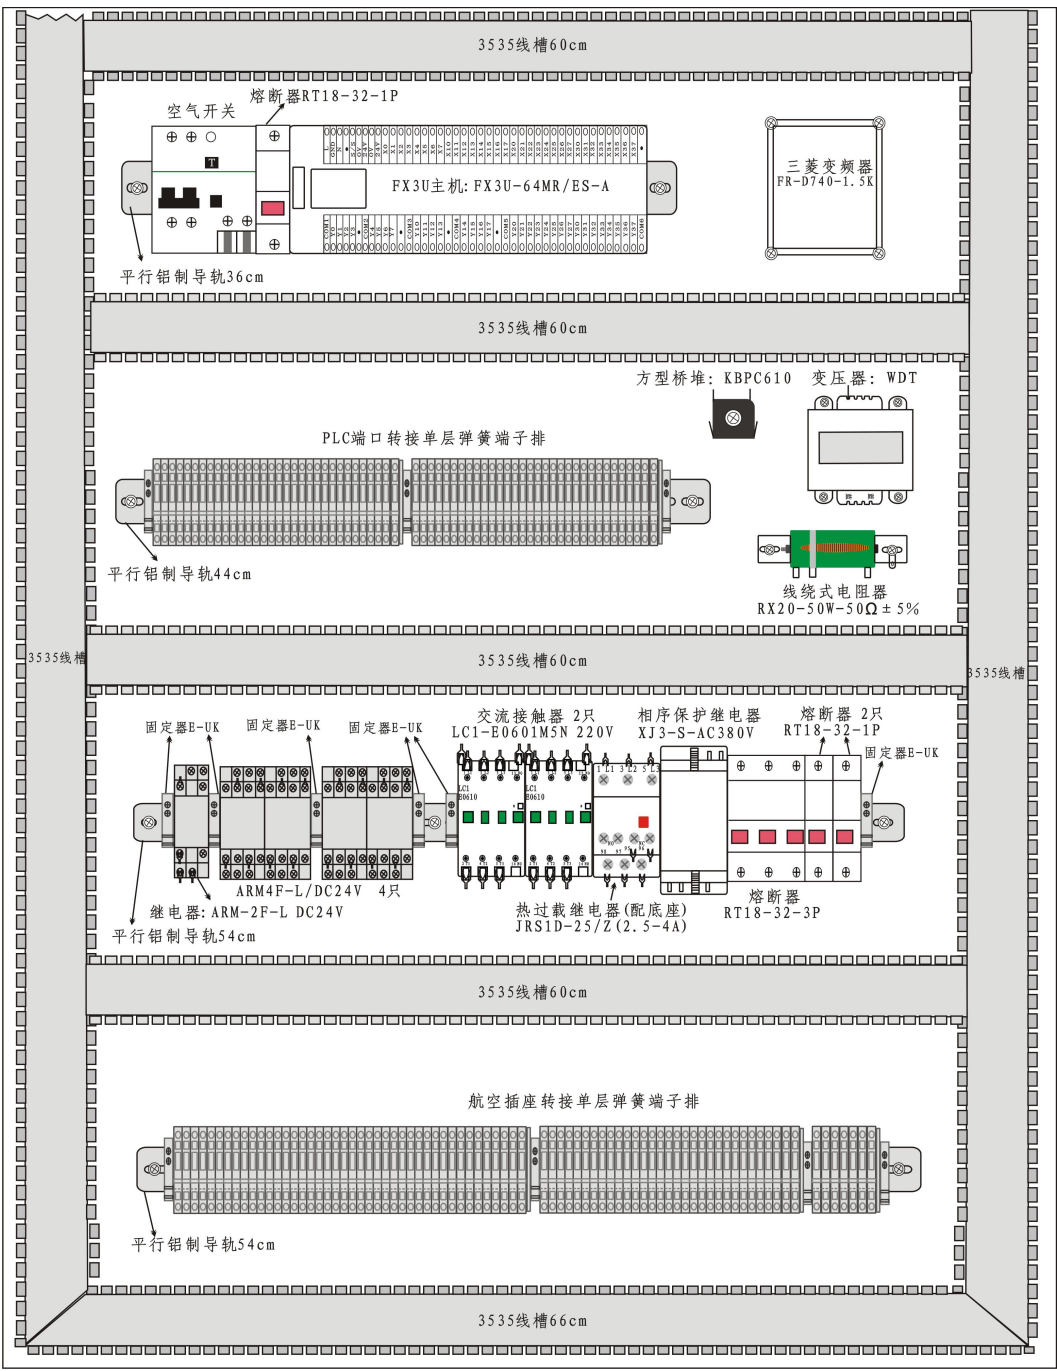 3535线槽60cm
空气开关
熔断器RT18-32-1P
T
FX3U主机: FX3U-64MR/ES-A
三菱变频器
FR-D740-1.5K
平行铝制导轨36cm
3535线槽60cm
方型桥堆: KBPC610
变压器: WDT
PLC端口转接单层弹簧端子排
平行铝制导轨44cm
线绕式电阻器
RX20-50W-50Ω±5%
3535线槽
3535线槽60cm
3535线槽
固定器E-UK
固定器E-UK
固定器E-UK
交流接触器 2只
LC1-E0601M5N 220V
相序保护继电器
XJ3-S-AC380V
熔断器 2只
RT18-32-1P
固定器E-UK
1 L1 3 L2 5 L3
LC1
E0610
LC1
E0610
ARM4F-L/DC24V 4只
继电器: ARM-2F-L DC24V
平行铝制导轨54cm
热过载继电器(配底座)
JRS1D-25/Z(2.5-4A)
熔断器
RT18-32-3P
3535线槽60cm
航空插座转接单层弹簧端子排
平行铝制导轨54cm
3535线槽66cm